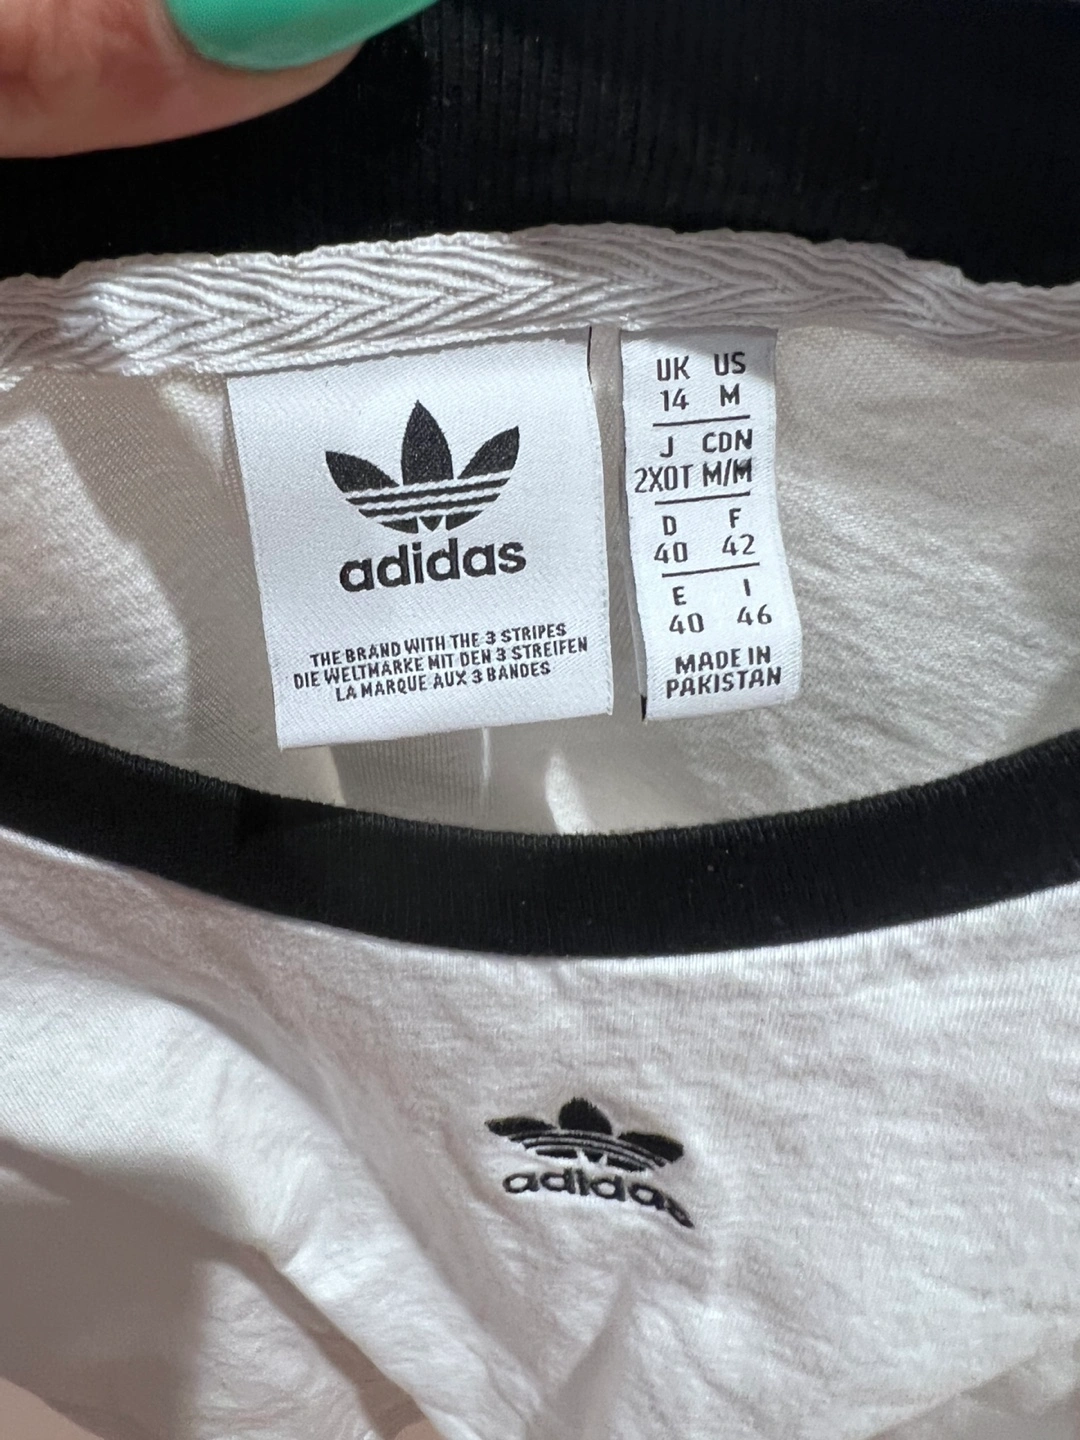 adidas
THE BRAND WITH THE 3 STRIPES
DIE WELTMARKE MIT DEN 3 STREIFEN
LA MARQUE AUX 3 BANDES
UK US
14 M
J CDN
2XOT M/M
D F
40 42
E I
40 46
MADE IN
PAKISTAN
adidas